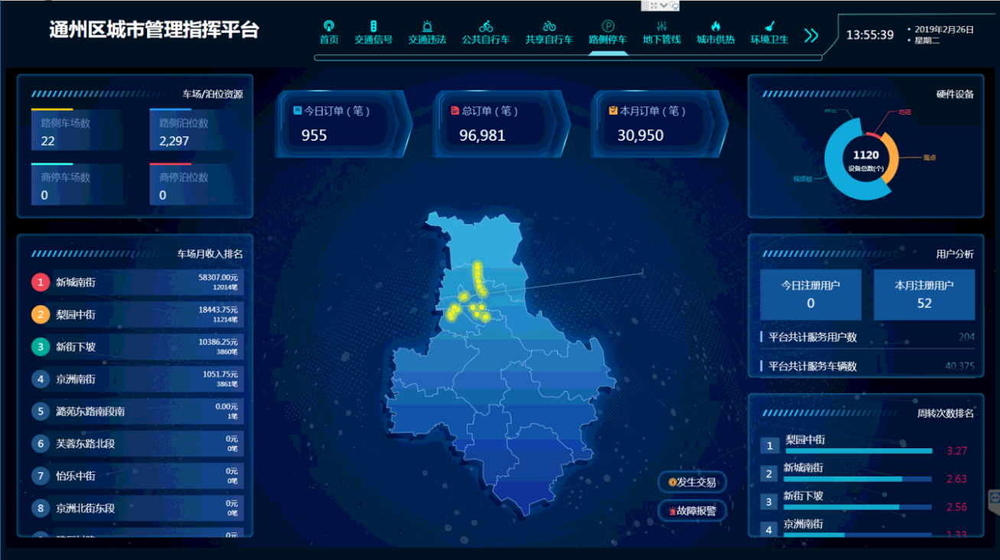 通州区城市管理指挥平台
首页 交通信号 交通违法 公共自行车 共享自行车 路侧停车 地下管线 城市供热 环境卫生
13:55:39
2019年2月26日
星期二
车场/泊位资源
路侧车场数
22
路侧泊位数
2,297
商停车场数
0
商停泊位数
0
今日订单（笔）
955
总订单（笔）
96,981
本月订单（笔）
30,950
硬件设备
地磁
高点
视频桩
1120
设备总数(个)
车场月收入排名
1 新城南街 58307.00元
12014笔
2 梨园中街 18443.75元
11214笔
3 新街下坡 10386.25元
3860笔
4 京洲南街 1051.75元
3861笔
5 潞苑东路南段南 0.00元
1笔
6 芙蓉东路北段 0元
0笔
7 怡乐中街 0元
0笔
8 京洲北街东段 0元
0笔
0元
用户分析
今日注册用户
0
本月注册用户
52
平台共计服务用户数 204
平台共计服务车辆数 40,375
周转次数排名
1 梨园中街 3.27
2 新城南街 2.63
3 新街下坡 2.56
4 京洲南街 1.33
发生交易
故障报警